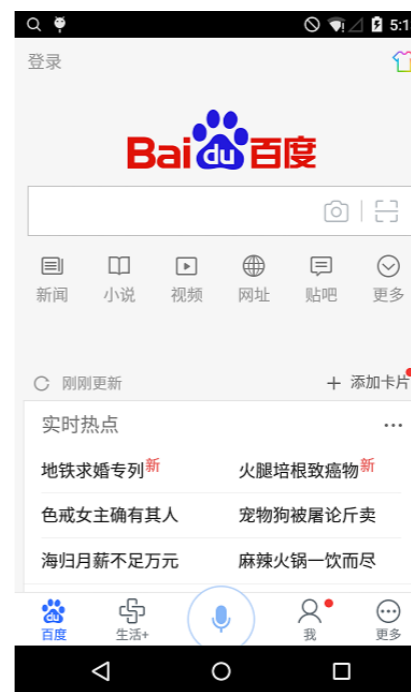 5:1
登录
Bai du 百度
新闻 小说 视频 网址 贴吧 更多
刚刚更新 + 添加卡片
实时热点
地铁求婚专列新 火腿培根致癌物新
色戒女主确有其人 宠物狗被屠论斤卖
海归月薪不足万元 麻辣火锅一饮而尽
du
百度 生活+ 我 更多